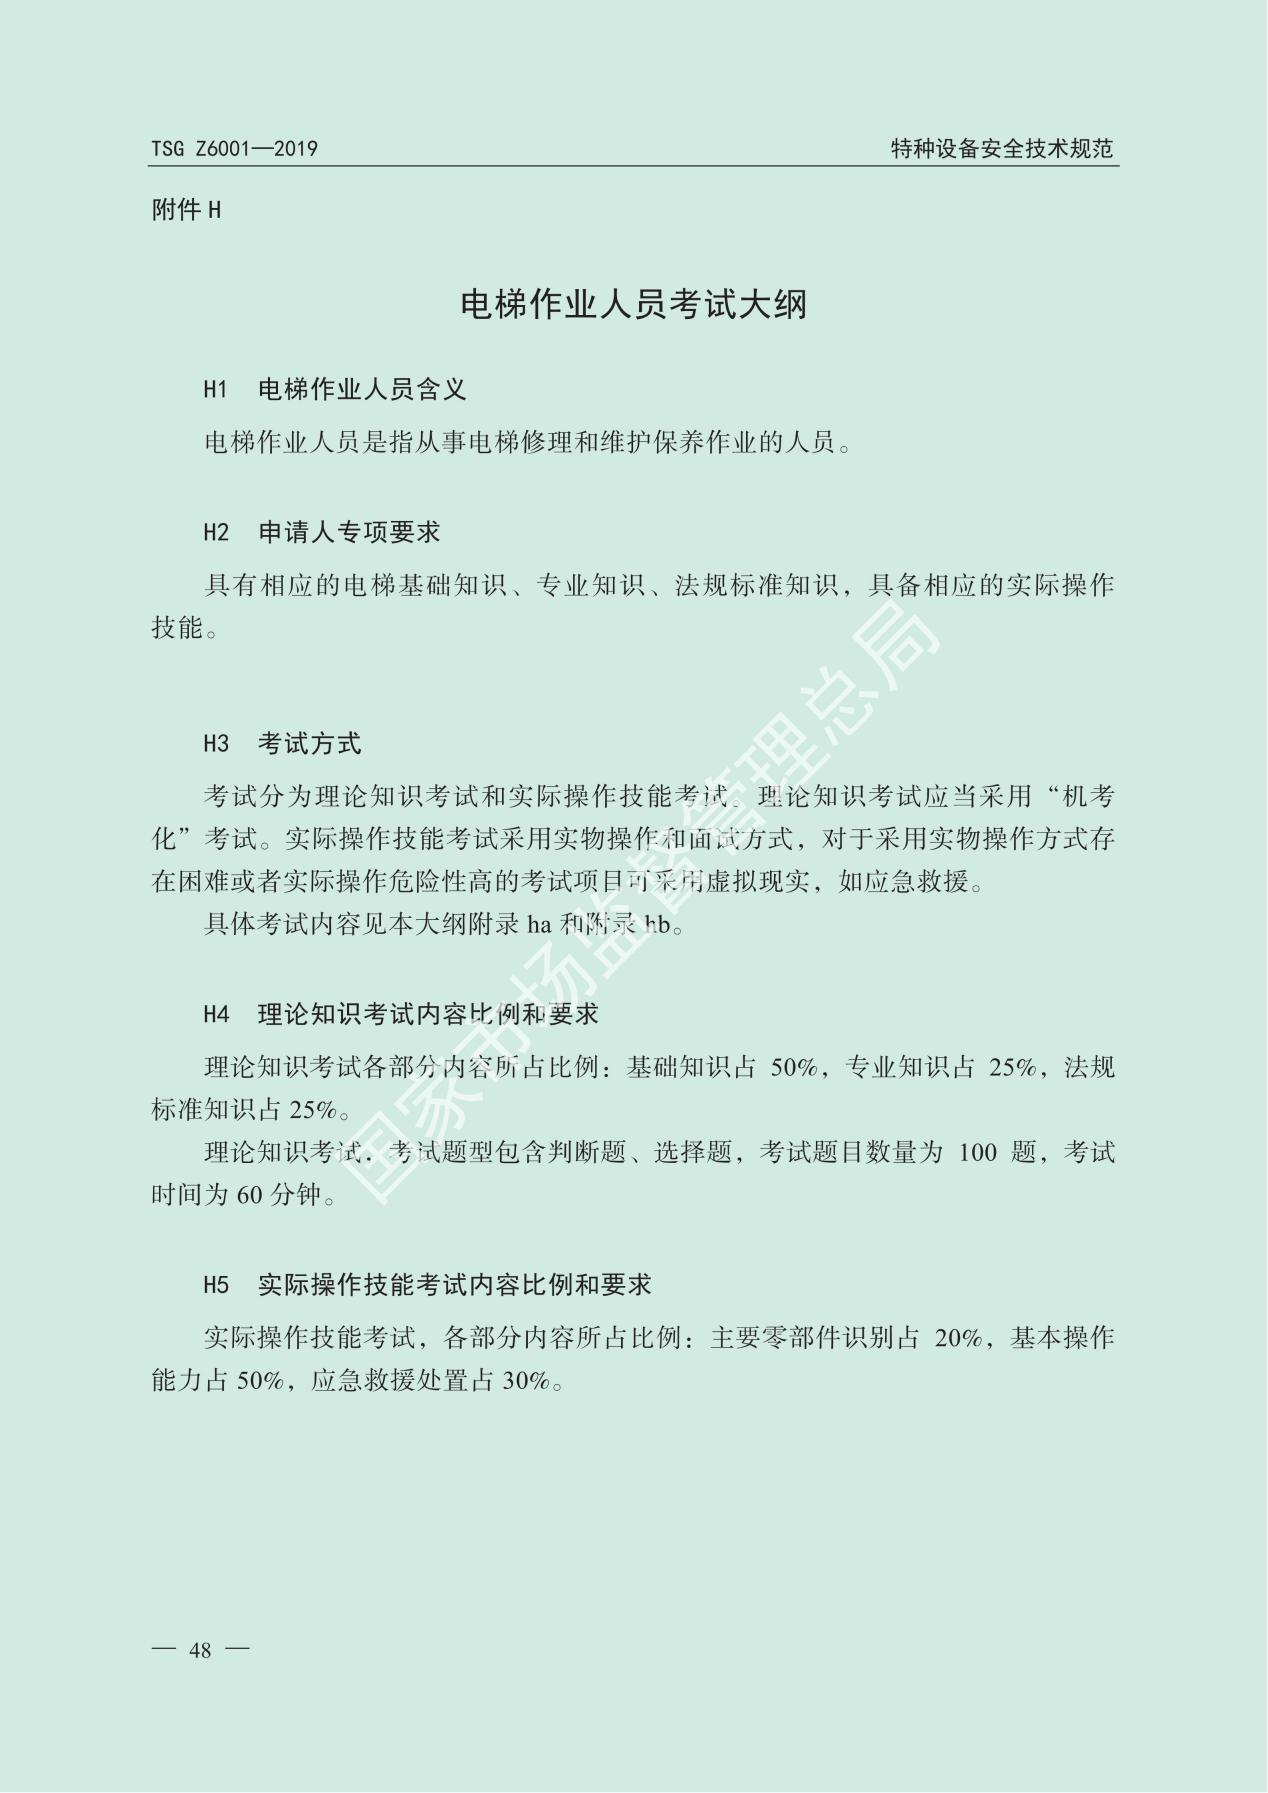 TSG Z6001—2019 特种设备安全技术规范
附件 H
电梯作业人员考试大纲
H1 电梯作业人员含义
电梯作业人员是指从事电梯修理和维护保养作业的人员。
H2 申请人专项要求
具有相应的电梯基础知识、专业知识、法规标准知识，具备相应的实际操作
技能。
H3 考试方式
考试分为理论知识考试和实际操作技能考试。理论知识考试应当采用“机考
化”考试。实际操作技能考试采用实物操作和面试方式，对于采用实物操作方式存
在困难或者实际操作危险性高的考试项目可采用虚拟现实，如应急救援。
具体考试内容见本大纲附录 ha 和附录 hb。
H4 理论知识考试内容比例和要求
理论知识考试各部分内容所占比例：基础知识占 50%，专业知识占 25%，法规
标准知识占 25%。
理论知识考试，考试题型包含判断题、选择题，考试题目数量为 100 题，考试
时间为 60 分钟。
H5 实际操作技能考试内容比例和要求
实际操作技能考试，各部分内容所占比例：主要零部件识别占 20%，基本操作
能力占 50%，应急救援处置占 30%。
— 48 —
国家市场监督管理总局